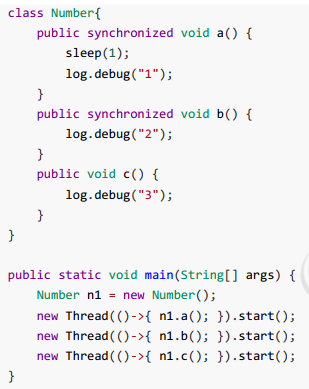 class Number{
    public synchronized void a() {
        sleep(1);
        log.debug("1");
    }
    public synchronized void b() {
        log.debug("2");
    }
    public void c() {
        log.debug("3");
    }
}

public static void main(String[] args) {
    Number n1 = new Number();
    new Thread(()->{ n1.a(); }).start();
    new Thread(()->{ n1.b(); }).start();
    new Thread(()->{ n1.c(); }).start();
}